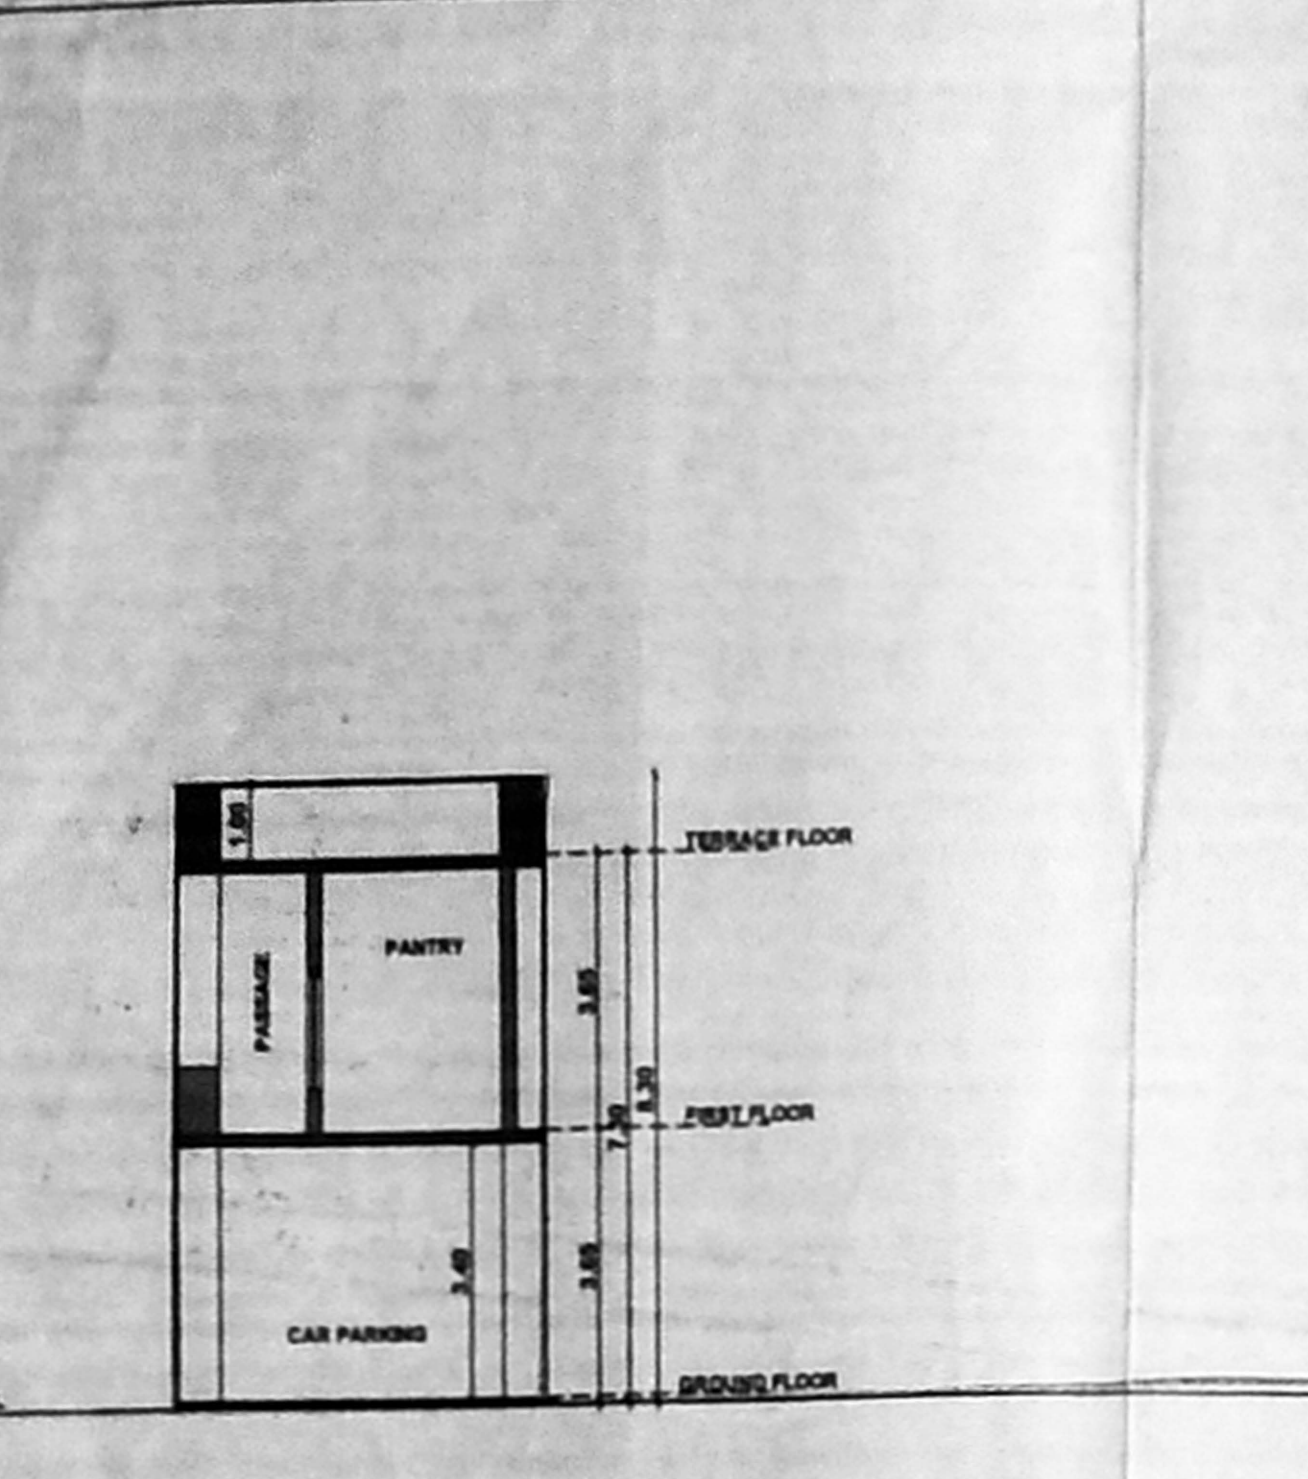 1.00
TERRACE FLOOR
PANTRY
PASSAGE
3.65
8.30
7.30
FIRST FLOOR
3.40
3.65
CAR PARKING
GROUND FLOOR